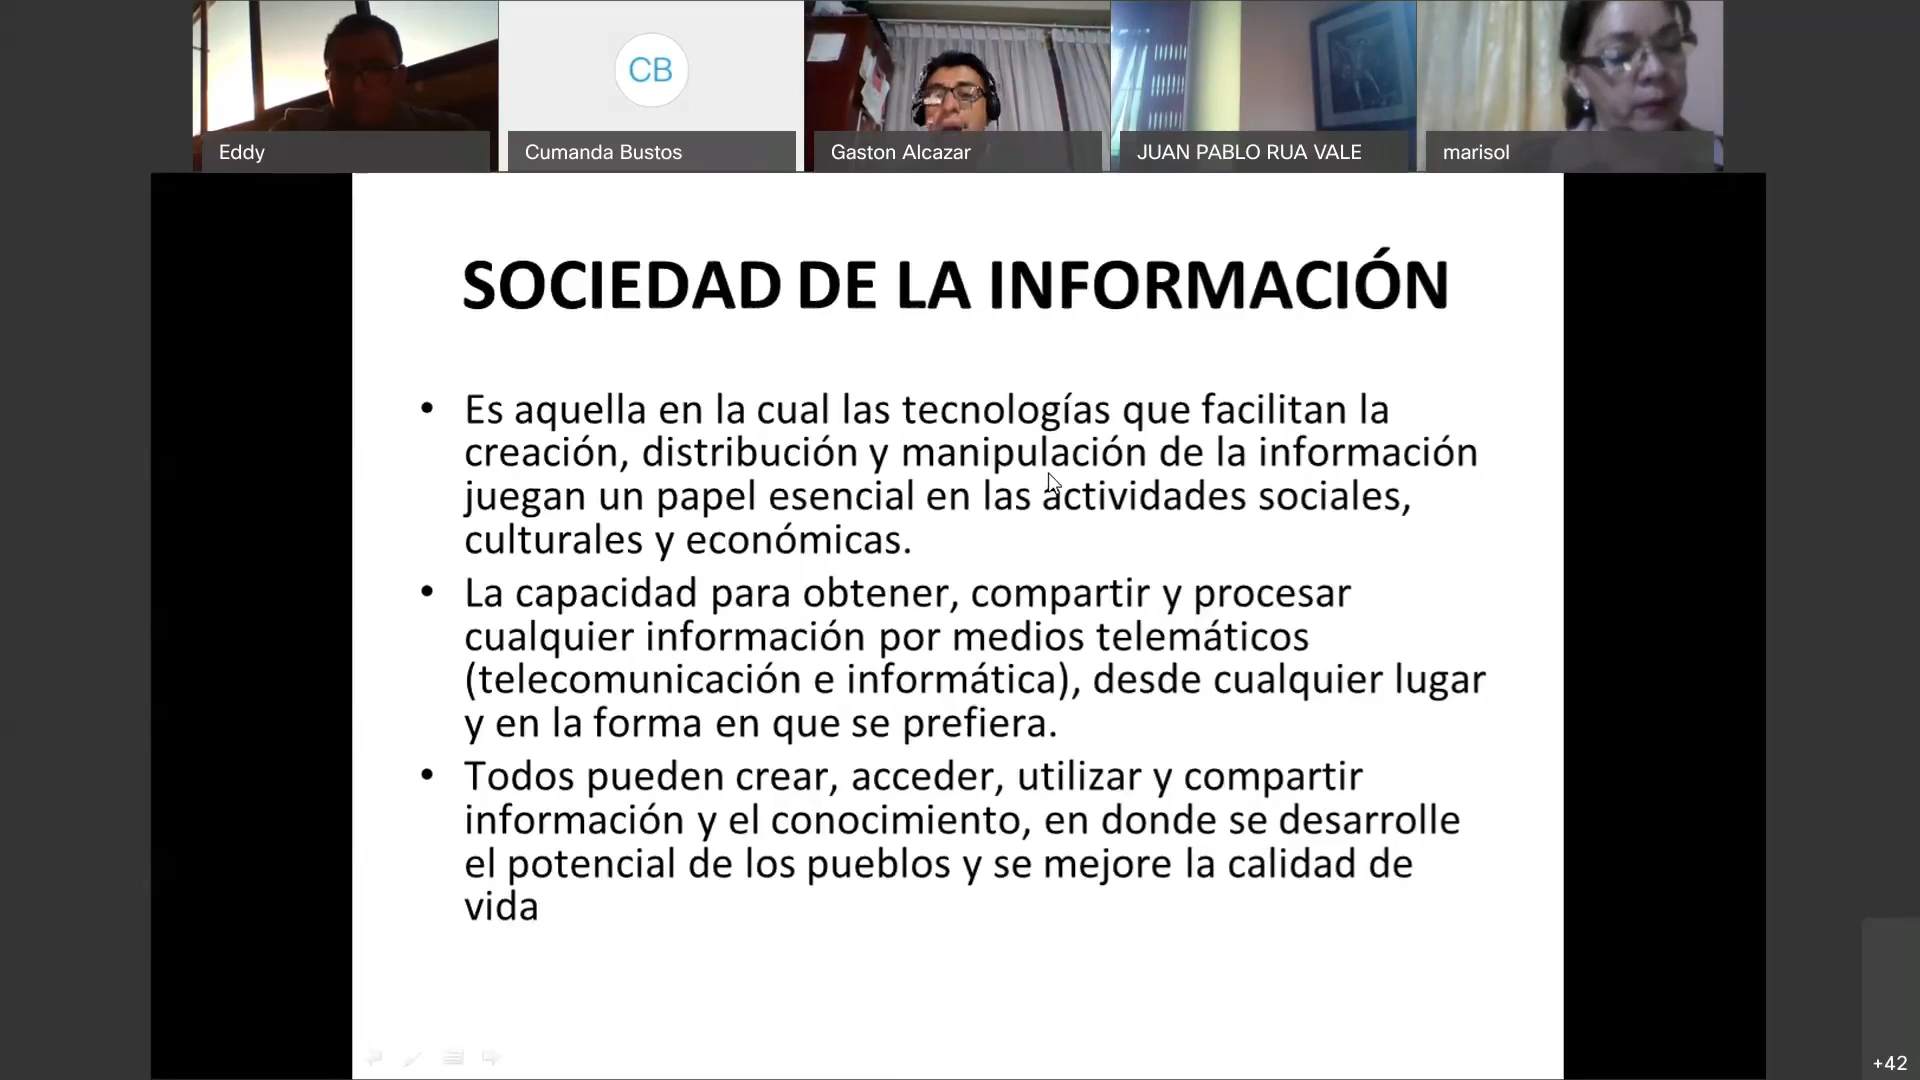 CB
Eddy
Cumanda Bustos
Gaston Alcazar
JUAN PABLO RUA VALE
marisol
SOCIEDAD DE LA INFORMACIÓN
• Es aquella en la cual las tecnologías que facilitan la
creación, distribución y manipulación de la información
juegan un papel esencial en las actividades sociales,
culturales y económicas.
• La capacidad para obtener, compartir y procesar
cualquier información por medios telemáticos
(telecomunicación e informática), desde cualquier lugar
y en la forma en que se prefiera.
• Todos pueden crear, acceder, utilizar y compartir
información y el conocimiento, en donde se desarrolle
el potencial de los pueblos y se mejore la calidad de
vida
+42